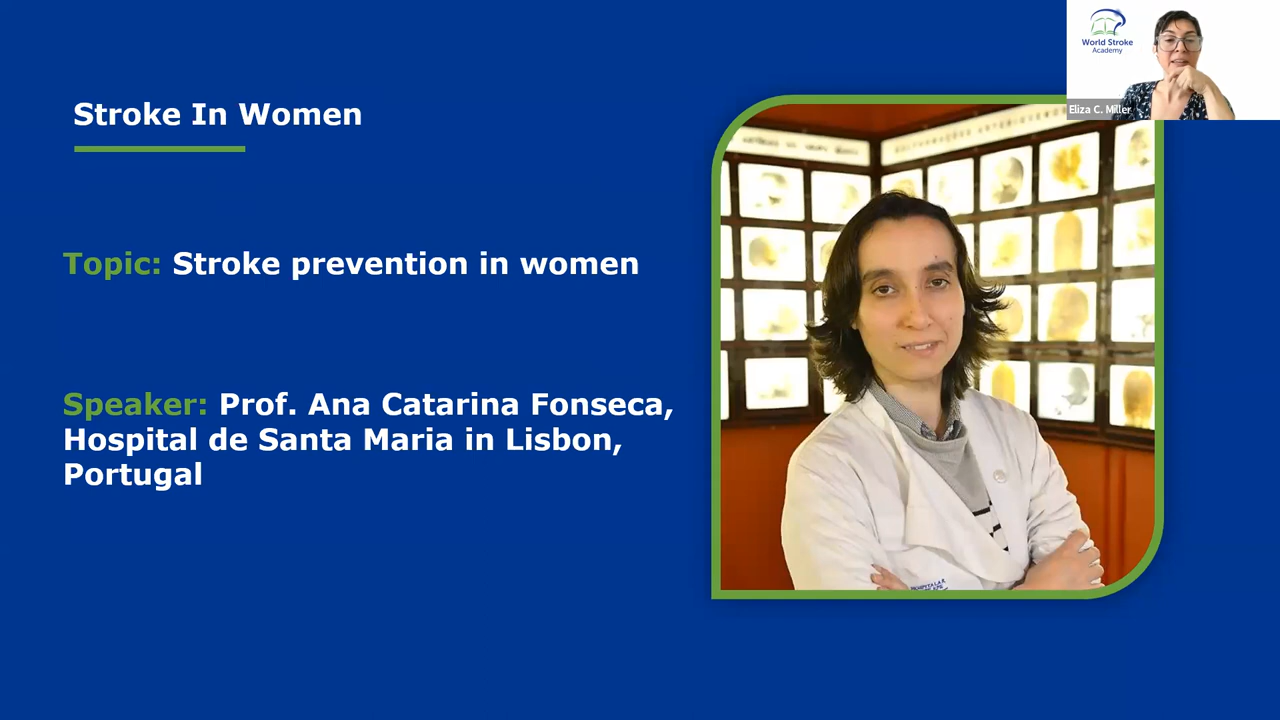 World Stroke
Academy
Eliza C. Miller
Stroke In Women
Topic: Stroke prevention in women
Speaker: Prof. Ana Catarina Fonseca,
Hospital de Santa Maria in Lisbon,
Portugal